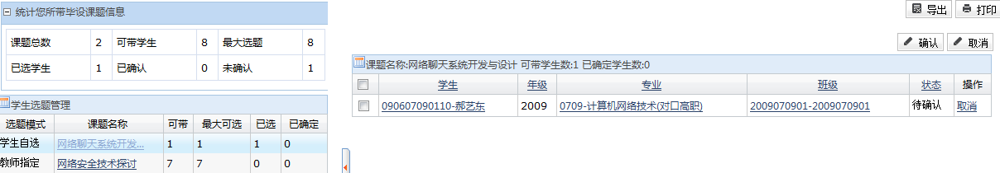 统计您所带毕设课题信息
课题总数 2 可带学生 8 最大选题 8
已选学生 1 已确认 0 未确认 1
学生选题管理
选题模式 课题名称 可带 最大可选 已选 已确定
学生自选 网络聊天系统开发... 1 1 1 0
教师指定 网络安全技术探讨 7 7 0 0
导出 打印
确认 取消
课题名称:网络聊天系统开发与设计 可带学生数:1 已确定学生数:0
学生 年级 专业 班级 状态 操作
090607090110-郝艺东 2009 0709-计算机网络技术(对口高职) 2009070901-2009070901 待确认 取消